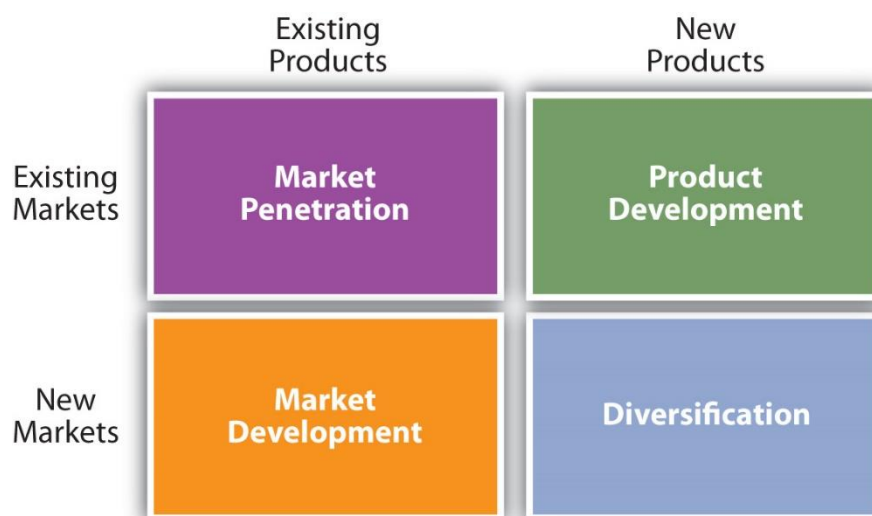 Existing
Products
New
Products
Existing
Markets
Market
Penetration
Product
Development
New
Markets
Market
Development
Diversification